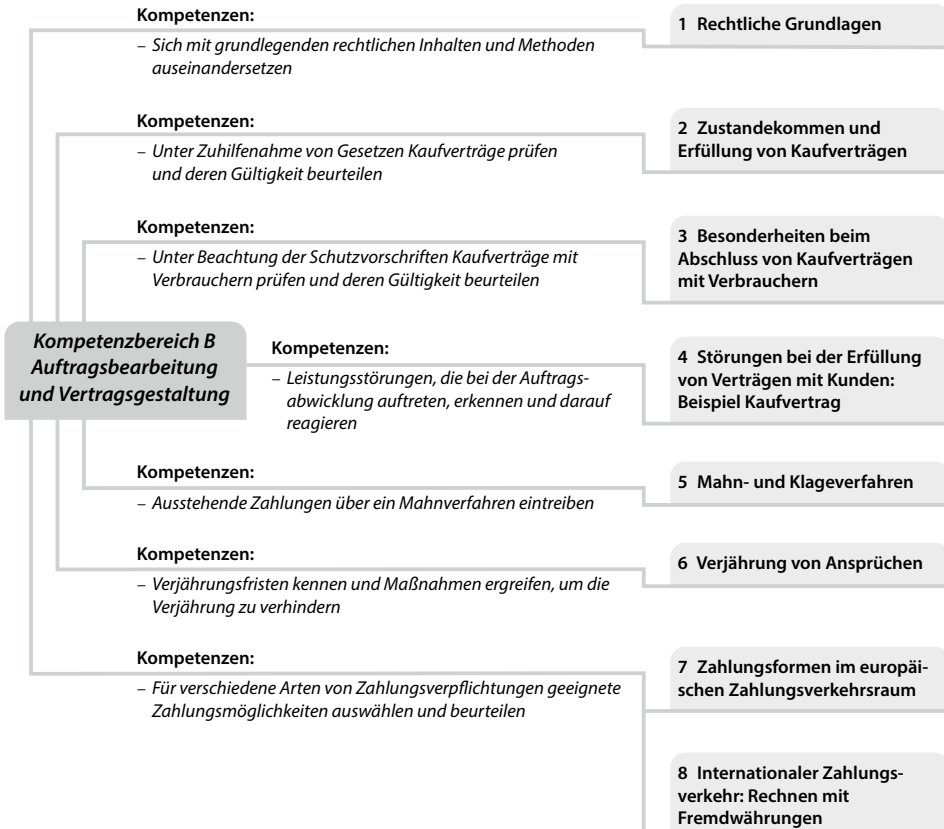 Kompetenzen:
– Sich mit grundlegenden rechtlichen Inhalten und Methoden
auseinandersetzen
1 Rechtliche Grundlagen
Kompetenzen:
– Unter Zuhilfenahme von Gesetzen Kaufverträge prüfen
und deren Gültigkeit beurteilen
2 Zustandekommen und
Erfüllung von Kaufverträgen
Kompetenzen:
– Unter Beachtung der Schutzvorschriften Kaufverträge mit
Verbrauchern prüfen und deren Gültigkeit beurteilen
3 Besonderheiten beim
Abschluss von Kaufverträgen
mit Verbrauchern
Kompetenzbereich B
Auftragsbearbeitung
und Vertragsgestaltung
Kompetenzen:
– Leistungsstörungen, die bei der Auftrags-
abwicklung auftreten, erkennen und darauf
reagieren
4 Störungen bei der Erfüllung
von Verträgen mit Kunden:
Beispiel Kaufvertrag
Kompetenzen:
– Ausstehende Zahlungen über ein Mahnverfahren eintreiben
5 Mahn- und Klageverfahren
Kompetenzen:
– Verjährungsfristen kennen und Maßnahmen ergreifen, um die
Verjährung zu verhindern
6 Verjährung von Ansprüchen
Kompetenzen:
– Für verschiedene Arten von Zahlungsverpflichtungen geeignete
Zahlungsmöglichkeiten auswählen und beurteilen
7 Zahlungsformen im europäi-
schen Zahlungsverkehrsraum
8 Internationaler Zahlungs-
verkehr: Rechnen mit
Fremdwährungen